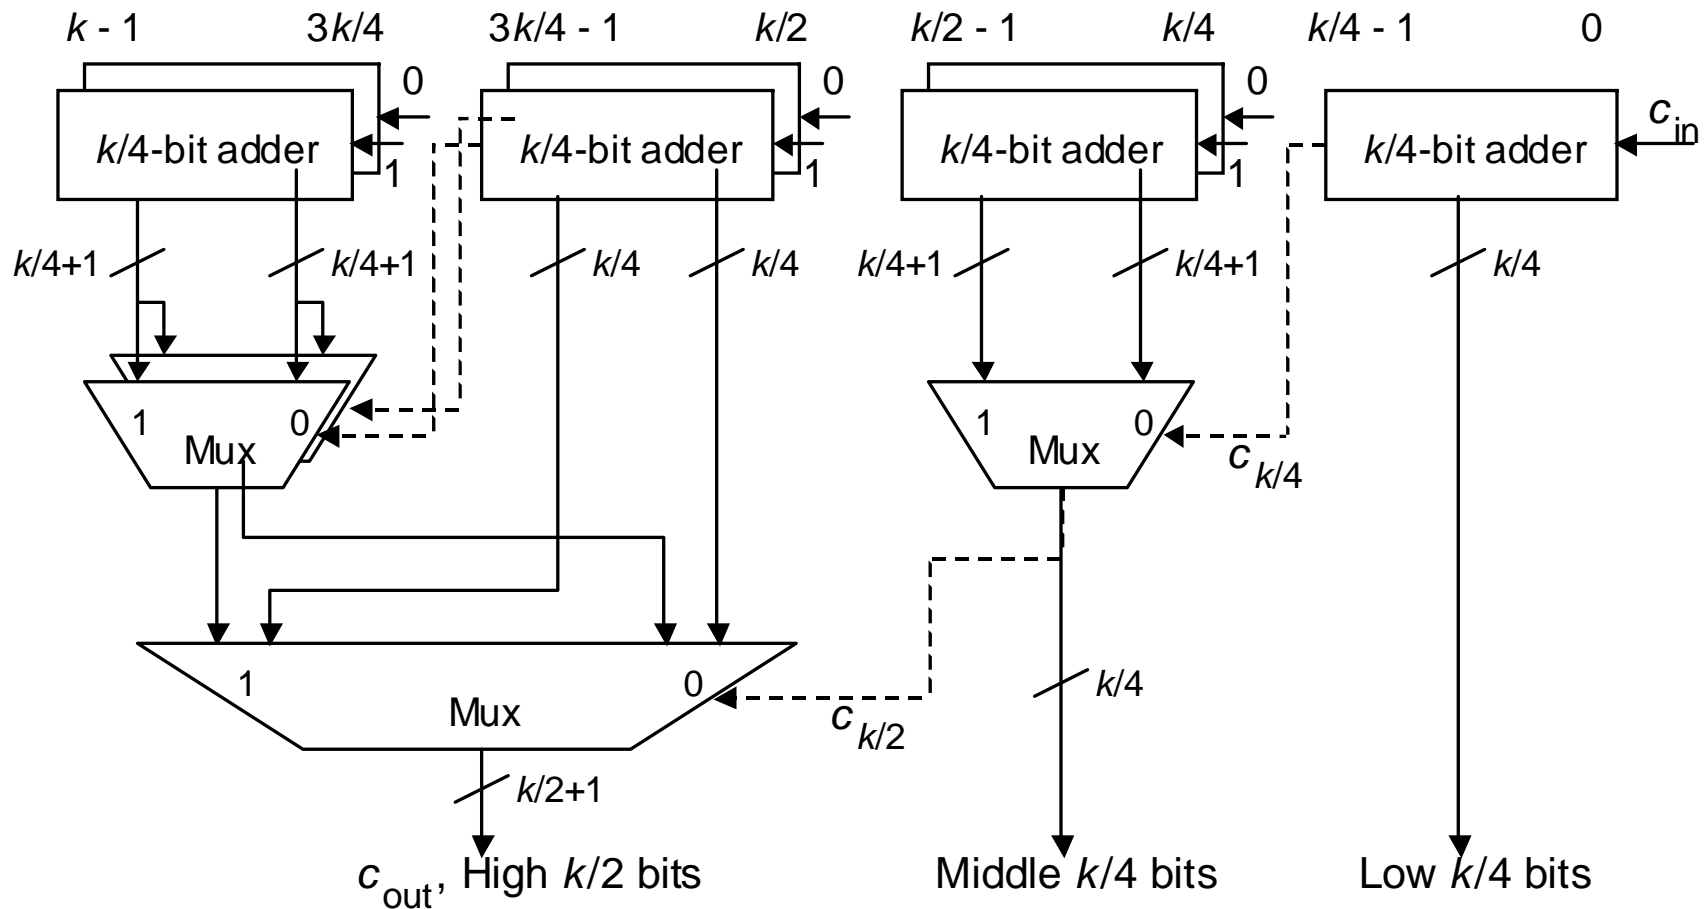 k - 1 3k/4 3k/4 - 1 k/2 k/2 - 1 k/4 k/4 - 1 0
0 0 0
k/4-bit adder k/4-bit adder k/4-bit adder k/4-bit adder c_in
1 1 1
k/4+1 k/4+1 k/4 k/4 k/4+1 k/4+1 k/4
1 0 1 0
Mux Mux c_k/4
1 0 k/4
Mux c_k/2
k/2+1
c_out, High k/2 bits Middle k/4 bits Low k/4 bits